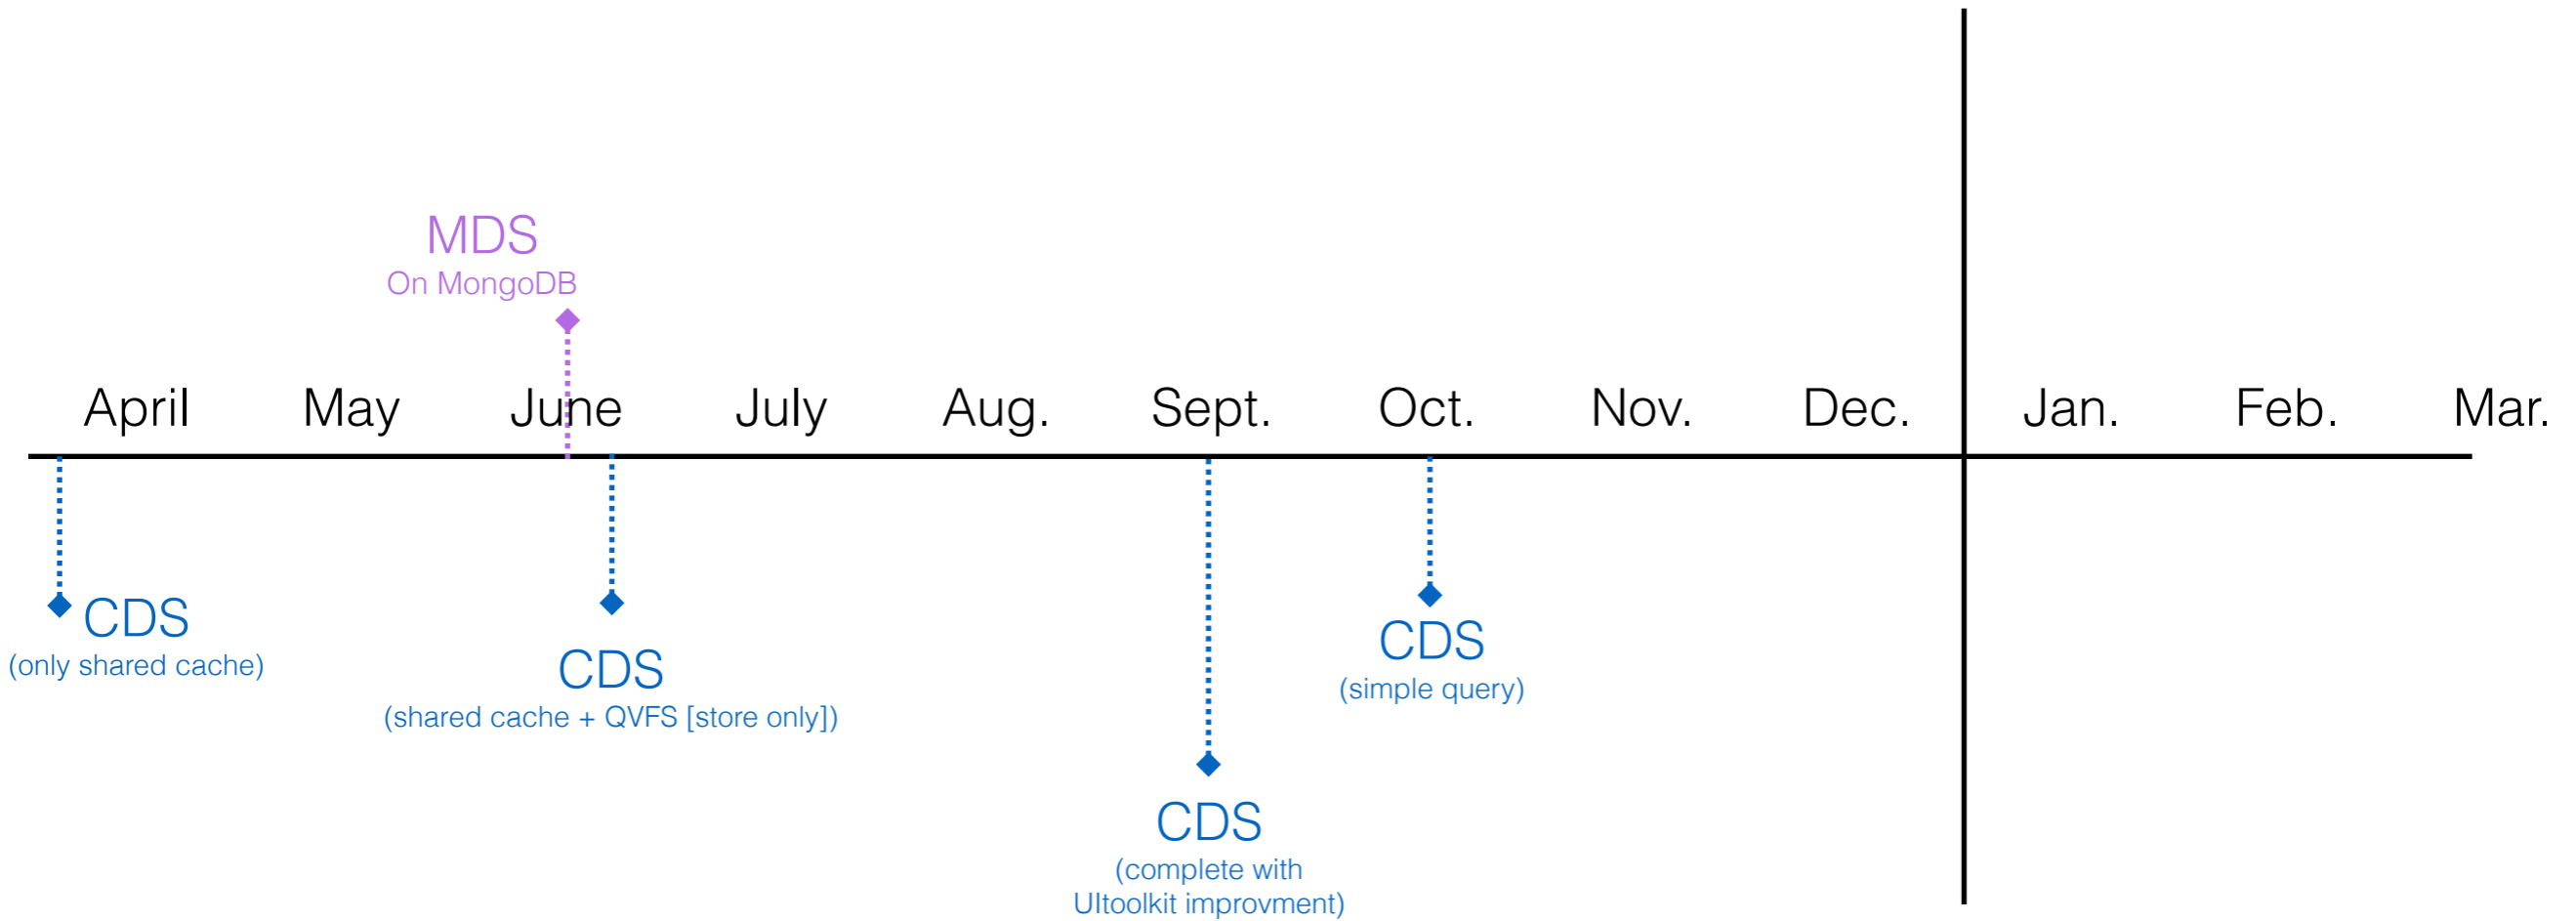 MDS
On MongoDB
April May June July Aug. Sept. Oct. Nov. Dec. Jan. Feb. Mar.
CDS
(only shared cache)
CDS
(shared cache + QVFS [store only])
CDS
(complete with
UItoolkit improvment)
CDS
(simple query)